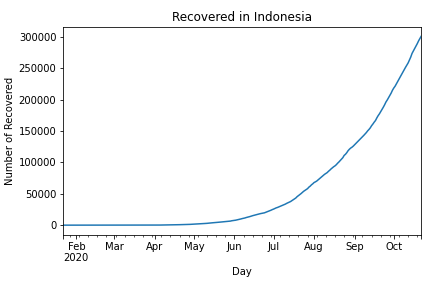 Recovered in Indonesia
Number of Recovered
300000
250000
200000
150000
100000
50000
0
Feb Mar Apr May Jun Jul Aug Sep Oct
2020
Day